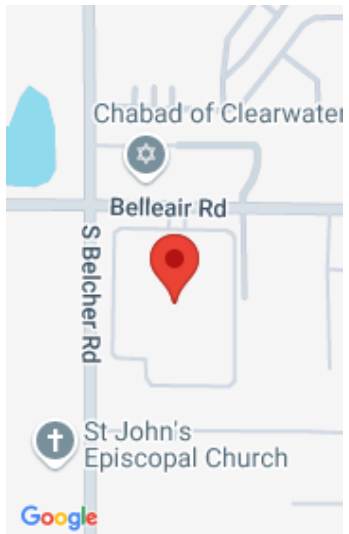 Chabad of Clearwater
Belleair Rd
S Belcher Rd
St John's
Episcopal Church
Google